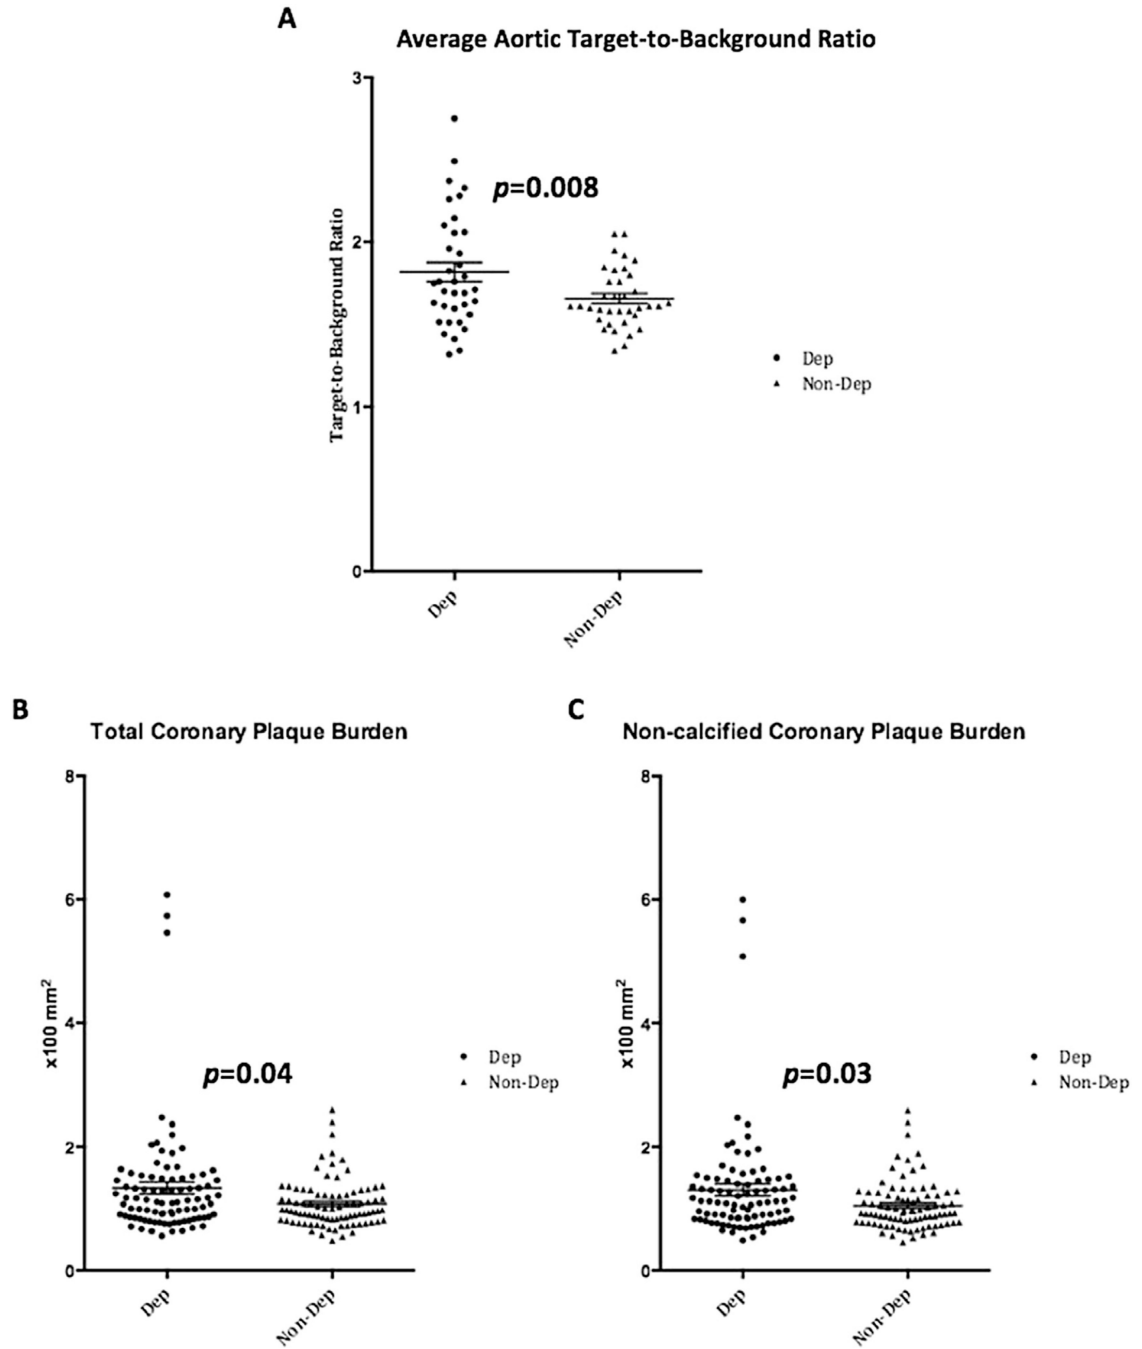 A
Average Aortic Target-to-Background Ratio
3
2
1
0
Target-to-Background Ratio
p=0.008
Dep
Non-Dep
Dep
Non-Dep
B
Total Coronary Plaque Burden
8
6
4
2
0
x100 mm²
p=0.04
Dep
Non-Dep
Dep
Non-Dep
C
Non-calcified Coronary Plaque Burden
8
6
4
2
0
x100 mm²
p=0.03
Dep
Non-Dep
Dep
Non-Dep